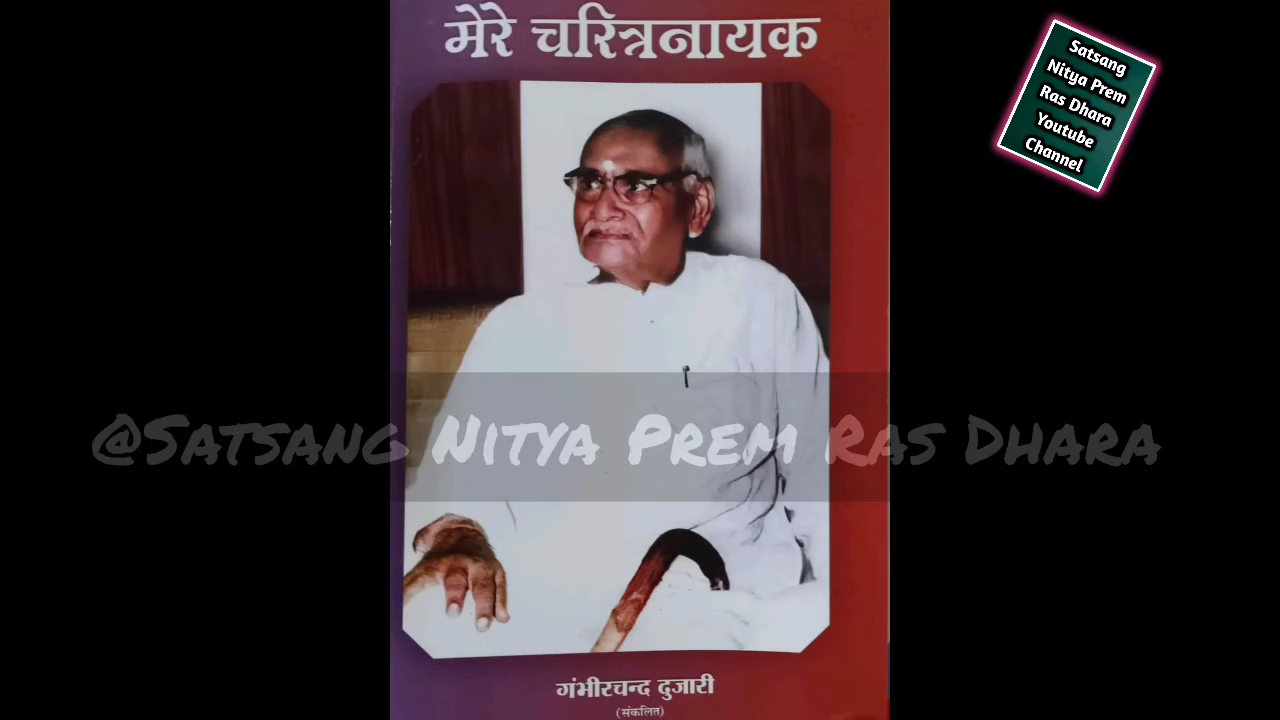 मेरे चरित्रनायक
Satsang
Nitya Prem
Ras Dhara
Youtube
Channel
@Satsang Nitya Prem Ras Dhara
गंभीरचन्द दुजारी
(संकलित)